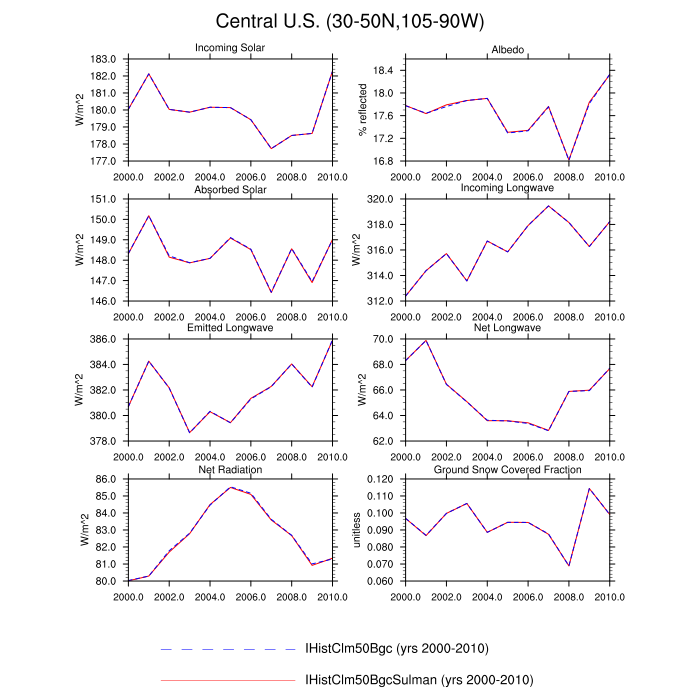 Central U.S. (30-50N,105-90W)
Incoming Solar
183.0
182.0
181.0
180.0
179.0
178.0
177.0
W/m^2
2000.0 2002.0 2004.0 2006.0 2008.0 2010.0
Albedo
18.4
18.0
17.6
17.2
16.8
% reflected
2000.0 2002.0 2004.0 2006.0 2008.0 2010.0
Absorbed Solar
151.0
150.0
149.0
148.0
147.0
146.0
W/m^2
2000.0 2002.0 2004.0 2006.0 2008.0 2010.0
Incoming Longwave
320.0
318.0
316.0
314.0
312.0
W/m^2
2000.0 2002.0 2004.0 2006.0 2008.0 2010.0
Emitted Longwave
386.0
384.0
382.0
380.0
378.0
W/m^2
2000.0 2002.0 2004.0 2006.0 2008.0 2010.0
Net Longwave
70.0
68.0
66.0
64.0
62.0
W/m^2
2000.0 2002.0 2004.0 2006.0 2008.0 2010.0
Net Radiation
86.0
85.0
84.0
83.0
82.0
81.0
80.0
W/m^2
2000.0 2002.0 2004.0 2006.0 2008.0 2010.0
Ground Snow Covered Fraction
0.120
0.110
0.100
0.090
0.080
0.070
0.060
unitless
2000.0 2002.0 2004.0 2006.0 2008.0 2010.0
IHistClm50Bgc (yrs 2000-2010)
IHistClm50BgcSulman (yrs 2000-2010)